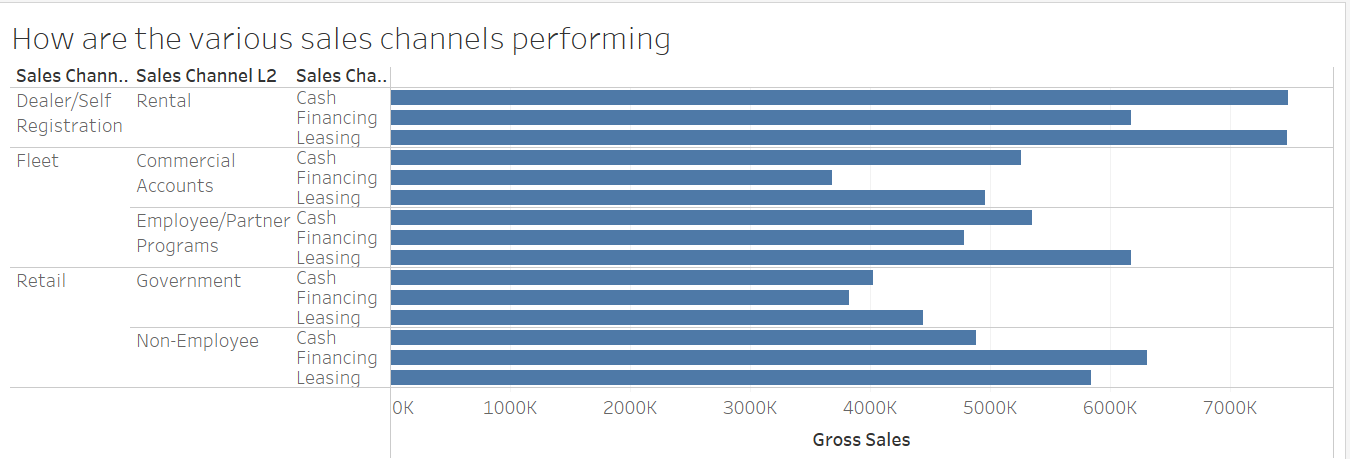 How are the various sales channels performing
Sales Chann.. Sales Channel L2 Sales Cha..
Dealer/Self Registration Rental Cash
Financing
Leasing
Fleet Commercial Accounts Cash
Financing
Leasing
Employee/Partner Programs Cash
Financing
Leasing
Retail Government Cash
Financing
Leasing
Non-Employee Cash
Financing
Leasing
0K 1000K 2000K 3000K 4000K 5000K 6000K 7000K
Gross Sales